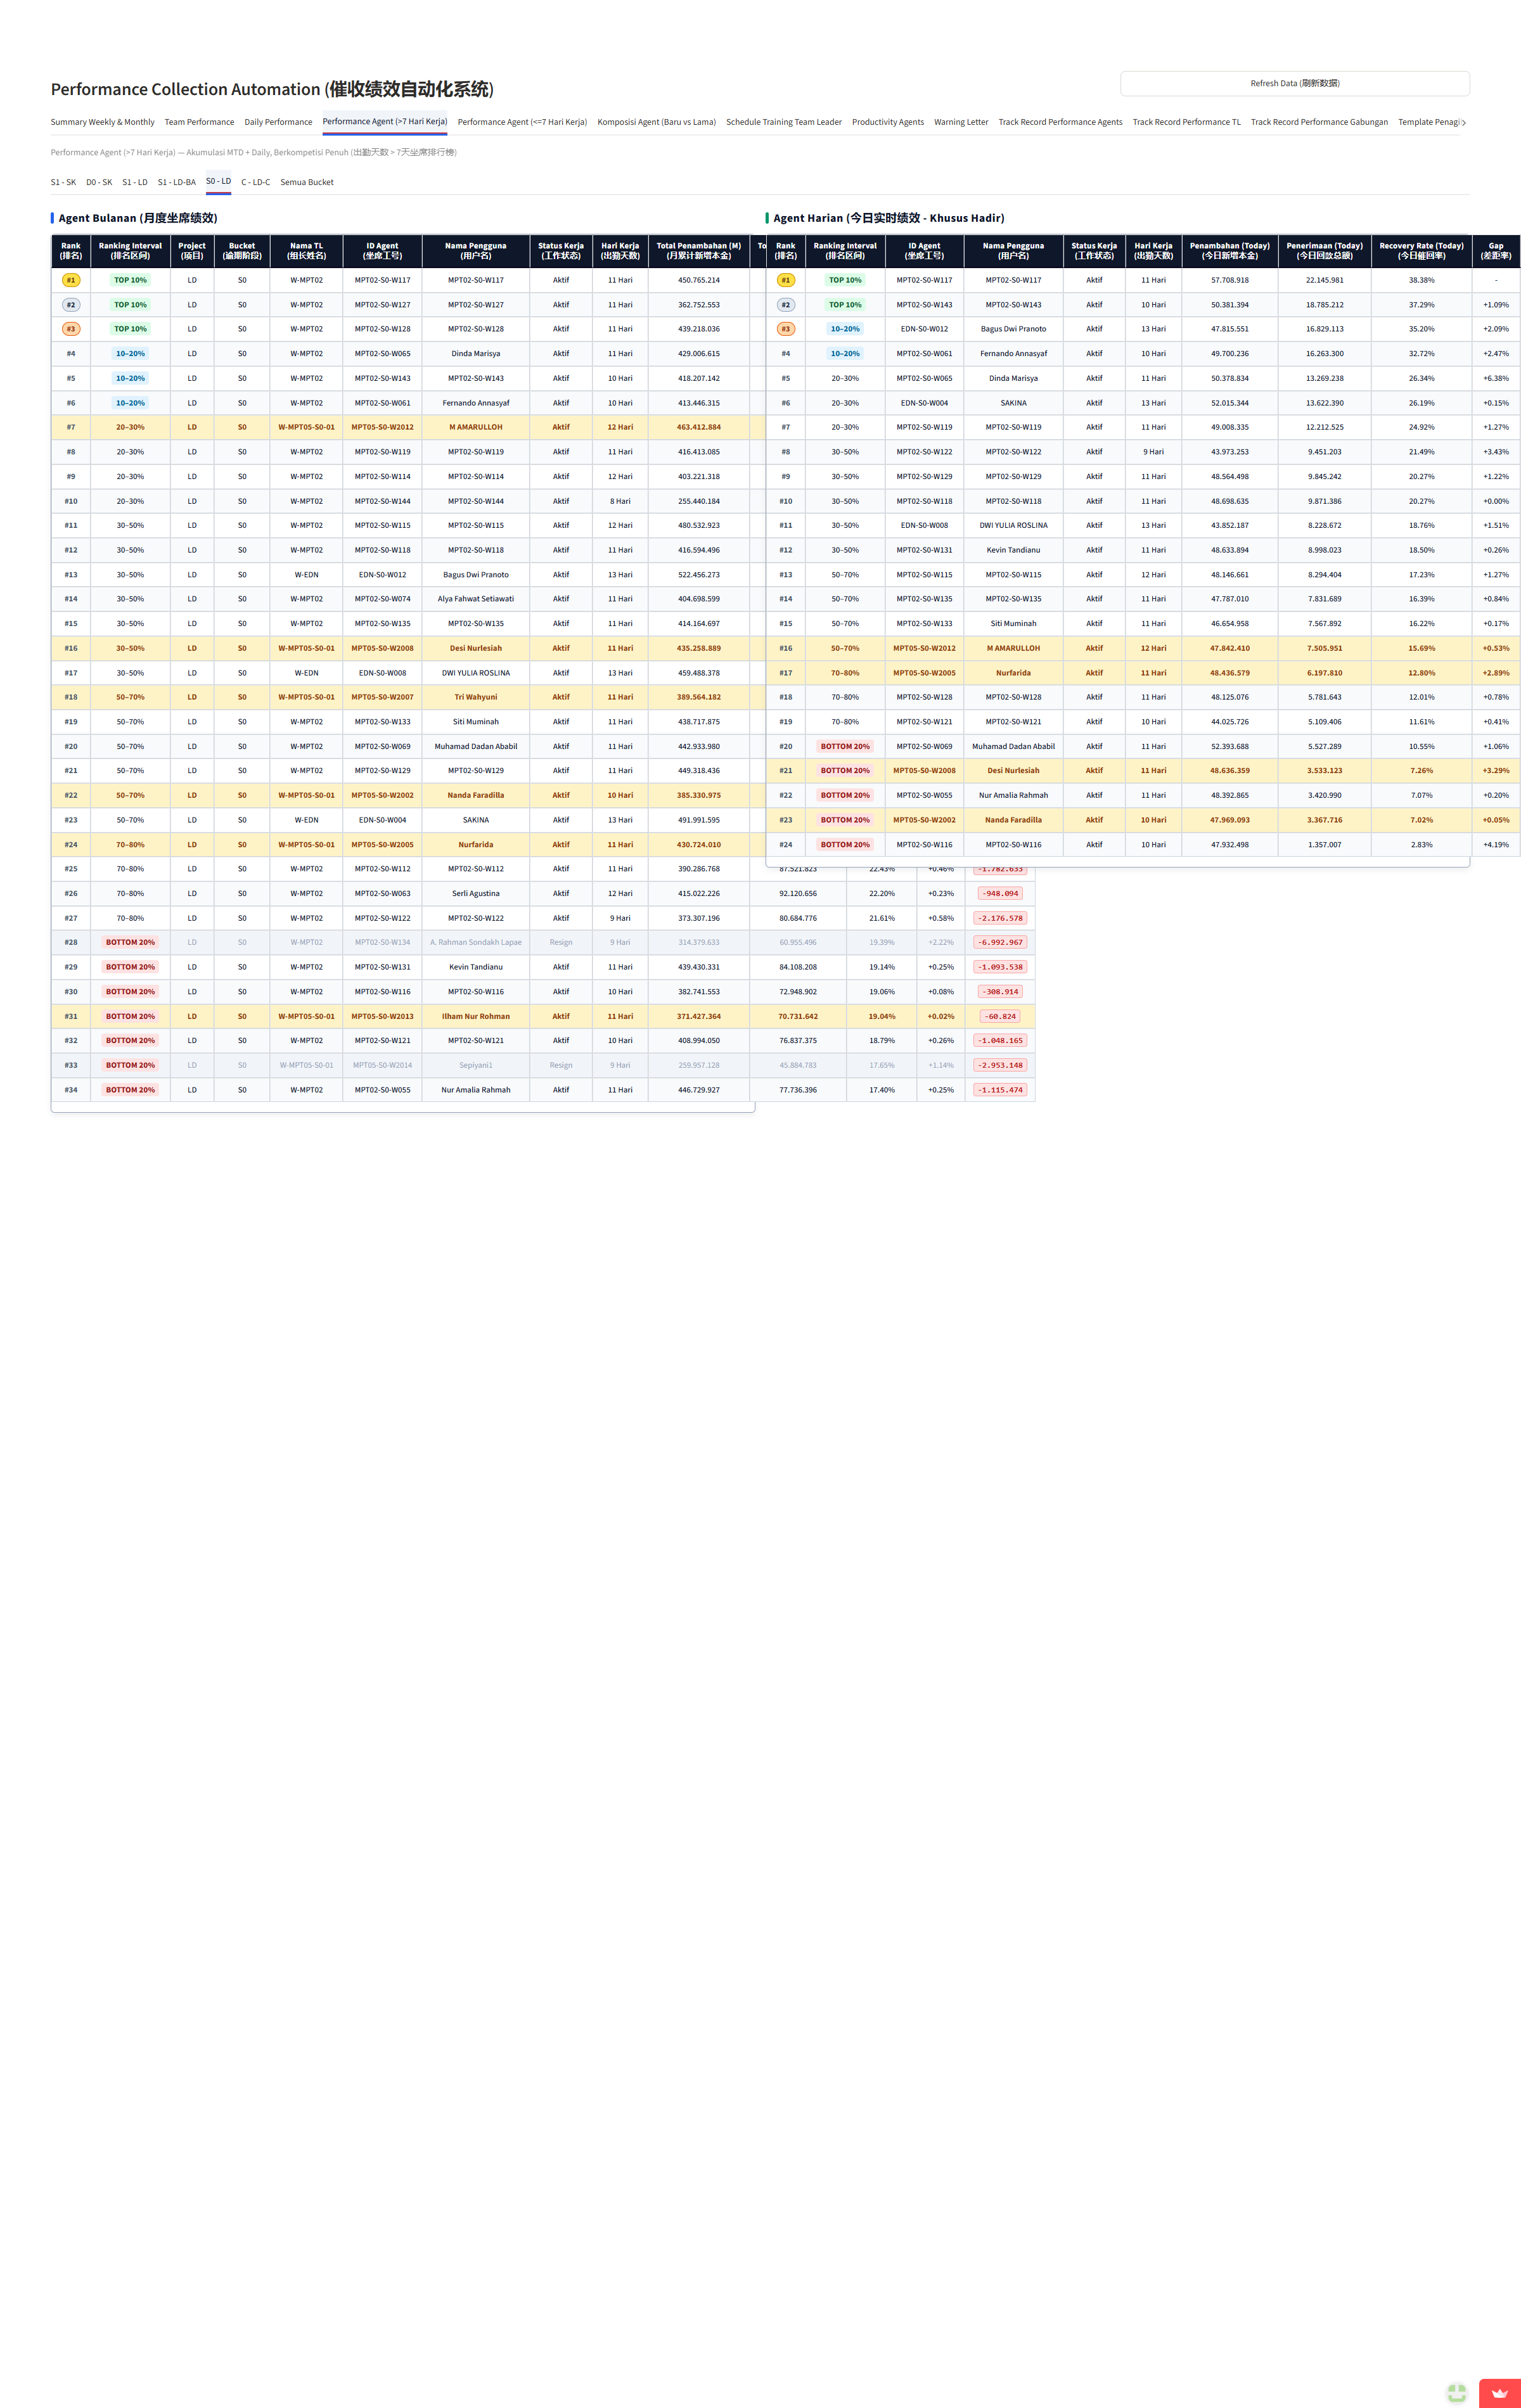 Performance Collection Automation (催收绩效自动化系统)
Refresh Data (刷新数据)
Summary Weekly & Monthly Team Performance Daily Performance Performance Agent (>7 Hari Kerja) Performance Agent (<=7 Hari Kerja) Komposisi Agent (Baru vs Lama) Schedule Training Team Leader Productivity Agents Warning Letter Track Record Performance Agents Track Record Performance TL Track Record Performance Gabungan Template Penagi
Performance Agent (>7 Hari Kerja) — Akumulasi MTD + Daily, Berkompetisi Penuh (出勤天数 > 7天坐席排行榜)
S1 - SK D0 - SK S1 - LD S1 - LD-BA S0 - LD C - LD-C Semua Bucket
Agent Bulanan (月度坐席绩效)
Rank Ranking Interval Project Bucket Nama TL ID Agent Nama Pengguna Status Kerja Hari Kerja Total Penambahan (M) To
(排名) (排名区间) (项目) (逾期阶段) (组长姓名) (坐席工号) (用户名) (工作状态) (出勤天数) (月累计新增本金)
#1 TOP 10% LD S0 W-MPT02 MPT02-S0-W117 MPT02-S0-W117 Aktif 11 Hari 450.765.214
#2 TOP 10% LD S0 W-MPT02 MPT02-S0-W127 MPT02-S0-W127 Aktif 11 Hari 362.752.553
#3 TOP 10% LD S0 W-MPT02 MPT02-S0-W128 MPT02-S0-W128 Aktif 11 Hari 439.218.036
#4 10–20% LD S0 W-MPT02 MPT02-S0-W065 Dinda Marisya Aktif 11 Hari 429.006.615
#5 10–20% LD S0 W-MPT02 MPT02-S0-W143 MPT02-S0-W143 Aktif 10 Hari 418.207.142
#6 10–20% LD S0 W-MPT02 MPT02-S0-W061 Fernando Annasyaf Aktif 10 Hari 413.446.315
#7 20–30% LD S0 W-MPT05-S0-01 MPT05-S0-W2012 M AMARULLOH Aktif 12 Hari 463.412.884
#8 20–30% LD S0 W-MPT02 MPT02-S0-W119 MPT02-S0-W119 Aktif 11 Hari 416.413.085
#9 20–30% LD S0 W-MPT02 MPT02-S0-W114 MPT02-S0-W114 Aktif 12 Hari 403.221.318
#10 20–30% LD S0 W-MPT02 MPT02-S0-W144 MPT02-S0-W144 Aktif 8 Hari 255.440.184
#11 30–50% LD S0 W-MPT02 MPT02-S0-W115 MPT02-S0-W115 Aktif 12 Hari 480.532.923
#12 30–50% LD S0 W-MPT02 MPT02-S0-W118 MPT02-S0-W118 Aktif 11 Hari 416.594.496
#13 30–50% LD S0 W-EDN EDN-S0-W012 Bagus Dwi Pranoto Aktif 13 Hari 522.456.273
#14 30–50% LD S0 W-MPT02 MPT02-S0-W074 Alya Fahwat Setiawati Aktif 11 Hari 404.698.599
#15 30–50% LD S0 W-MPT02 MPT02-S0-W135 MPT02-S0-W135 Aktif 11 Hari 414.164.697
#16 30–50% LD S0 W-MPT05-S0-01 MPT05-S0-W2008 Desi Nurlesiah Aktif 11 Hari 435.258.889
#17 30–50% LD S0 W-EDN EDN-S0-W008 DWI YULIA ROSLINA Aktif 13 Hari 459.488.378
#18 50–70% LD S0 W-MPT05-S0-01 MPT05-S0-W2007 Tri Wahyuni Aktif 11 Hari 389.564.182
#19 50–70% LD S0 W-MPT02 MPT02-S0-W133 Siti Muminah Aktif 11 Hari 438.717.875
#20 50–70% LD S0 W-MPT02 MPT02-S0-W069 Muhamad Dadan Ababil Aktif 11 Hari 442.933.980
#21 50–70% LD S0 W-MPT02 MPT02-S0-W129 MPT02-S0-W129 Aktif 11 Hari 449.318.436
#22 50–70% LD S0 W-MPT05-S0-01 MPT05-S0-W2002 Nanda Faradilla Aktif 10 Hari 385.330.975
#23 50–70% LD S0 W-EDN EDN-S0-W004 SAKINA Aktif 13 Hari 491.991.595
#24 70–80% LD S0 W-MPT05-S0-01 MPT05-S0-W2005 Nurfarida Aktif 11 Hari 430.724.010
#25 70–80% LD S0 W-MPT02 MPT02-S0-W112 MPT02-S0-W112 Aktif 11 Hari 390.286.768 87.521.823 22.43% +0.46% -1.782.633
#26 70–80% LD S0 W-MPT02 MPT02-S0-W063 Serli Agustina Aktif 12 Hari 415.022.226 92.120.656 22.20% +0.23% -948.094
#27 70–80% LD S0 W-MPT02 MPT02-S0-W122 MPT02-S0-W122 Aktif 9 Hari 373.307.196 80.684.776 21.61% +0.58% -2.176.578
#28 BOTTOM 20% LD S0 W-MPT02 MPT02-S0-W134 A. Rahman Sondakh Lapae Resign 9 Hari 314.379.633 60.955.496 19.39% +2.22% -6.992.967
#29 BOTTOM 20% LD S0 W-MPT02 MPT02-S0-W131 Kevin Tandianu Aktif 11 Hari 439.430.331 84.108.208 19.14% +0.25% -1.093.538
#30 BOTTOM 20% LD S0 W-MPT02 MPT02-S0-W116 MPT02-S0-W116 Aktif 10 Hari 382.741.553 72.948.902 19.06% +0.08% -308.914
#31 BOTTOM 20% LD S0 W-MPT05-S0-01 MPT05-S0-W2013 Ilham Nur Rohman Aktif 11 Hari 371.427.364 70.731.642 19.04% +0.02% -60.824
#32 BOTTOM 20% LD S0 W-MPT02 MPT02-S0-W121 MPT02-S0-W121 Aktif 10 Hari 408.994.050 76.837.375 18.79% +0.26% -1.048.165
#33 BOTTOM 20% LD S0 W-MPT05-S0-01 MPT05-S0-W2014 Sepiyani1 Resign 9 Hari 259.957.128 45.884.783 17.65% +1.14% -2.953.148
#34 BOTTOM 20% LD S0 W-MPT02 MPT02-S0-W055 Nur Amalia Rahmah Aktif 11 Hari 446.729.927 77.736.396 17.40% +0.25% -1.115.474
Agent Harian (今日实时绩效 - Khusus Hadir)
Rank Ranking Interval ID Agent Nama Pengguna Status Kerja Hari Kerja Penambahan (Today) Penerimaan (Today) Recovery Rate (Today) Gap
(排名) (排名区间) (坐席工号) (用户名) (工作状态) (出勤天数) (今日新增本金) (今日回款总额) (今日催回率) (差距率)
#1 TOP 10% MPT02-S0-W117 MPT02-S0-W117 Aktif 11 Hari 57.708.918 22.145.981 38.38% -
#2 TOP 10% MPT02-S0-W143 MPT02-S0-W143 Aktif 10 Hari 50.381.394 18.785.212 37.29% +1.09%
#3 10–20% EDN-S0-W012 Bagus Dwi Pranoto Aktif 13 Hari 47.815.551 16.829.113 35.20% +2.09%
#4 10–20% MPT02-S0-W061 Fernando Annasyaf Aktif 10 Hari 49.700.236 16.263.300 32.72% +2.47%
#5 20–30% MPT02-S0-W065 Dinda Marisya Aktif 11 Hari 50.378.834 13.269.238 26.34% +6.38%
#6 20–30% EDN-S0-W004 SAKINA Aktif 13 Hari 52.015.344 13.622.390 26.19% +0.15%
#7 20–30% MPT02-S0-W119 MPT02-S0-W119 Aktif 11 Hari 49.008.335 12.212.525 24.92% +1.27%
#8 30–50% MPT02-S0-W122 MPT02-S0-W122 Aktif 9 Hari 43.973.253 9.451.203 21.49% +3.43%
#9 30–50% MPT02-S0-W129 MPT02-S0-W129 Aktif 11 Hari 48.564.498 9.845.242 20.27% +1.22%
#10 30–50% MPT02-S0-W118 MPT02-S0-W118 Aktif 11 Hari 48.698.635 9.871.386 20.27% +0.00%
#11 30–50% EDN-S0-W008 DWI YULIA ROSLINA Aktif 13 Hari 43.852.187 8.228.672 18.76% +1.51%
#12 30–50% MPT02-S0-W131 Kevin Tandianu Aktif 11 Hari 48.633.894 8.998.023 18.50% +0.26%
#13 50–70% MPT02-S0-W115 MPT02-S0-W115 Aktif 12 Hari 48.146.661 8.294.404 17.23% +1.27%
#14 50–70% MPT02-S0-W135 MPT02-S0-W135 Aktif 11 Hari 47.787.010 7.831.689 16.39% +0.84%
#15 50–70% MPT02-S0-W133 Siti Muminah Aktif 11 Hari 46.654.958 7.567.892 16.22% +0.17%
#16 50–70% MPT05-S0-W2012 M AMARULLOH Aktif 12 Hari 47.842.410 7.505.951 15.69% +0.53%
#17 70–80% MPT05-S0-W2005 Nurfarida Aktif 11 Hari 48.436.579 6.197.810 12.80% +2.89%
#18 70–80% MPT02-S0-W128 MPT02-S0-W128 Aktif 11 Hari 48.125.076 5.781.643 12.01% +0.78%
#19 70–80% MPT02-S0-W121 MPT02-S0-W121 Aktif 10 Hari 44.025.726 5.109.406 11.61% +0.41%
#20 BOTTOM 20% MPT02-S0-W069 Muhamad Dadan Ababil Aktif 11 Hari 52.393.688 5.527.289 10.55% +1.06%
#21 BOTTOM 20% MPT05-S0-W2008 Desi Nurlesiah Aktif 11 Hari 48.636.359 3.533.123 7.26% +3.29%
#22 BOTTOM 20% MPT02-S0-W055 Nur Amalia Rahmah Aktif 11 Hari 48.392.865 3.420.990 7.07% +0.20%
#23 BOTTOM 20% MPT05-S0-W2002 Nanda Faradilla Aktif 10 Hari 47.969.093 3.367.716 7.02% +0.05%
#24 BOTTOM 20% MPT02-S0-W116 MPT02-S0-W116 Aktif 10 Hari 47.932.498 1.357.007 2.83% +4.19%